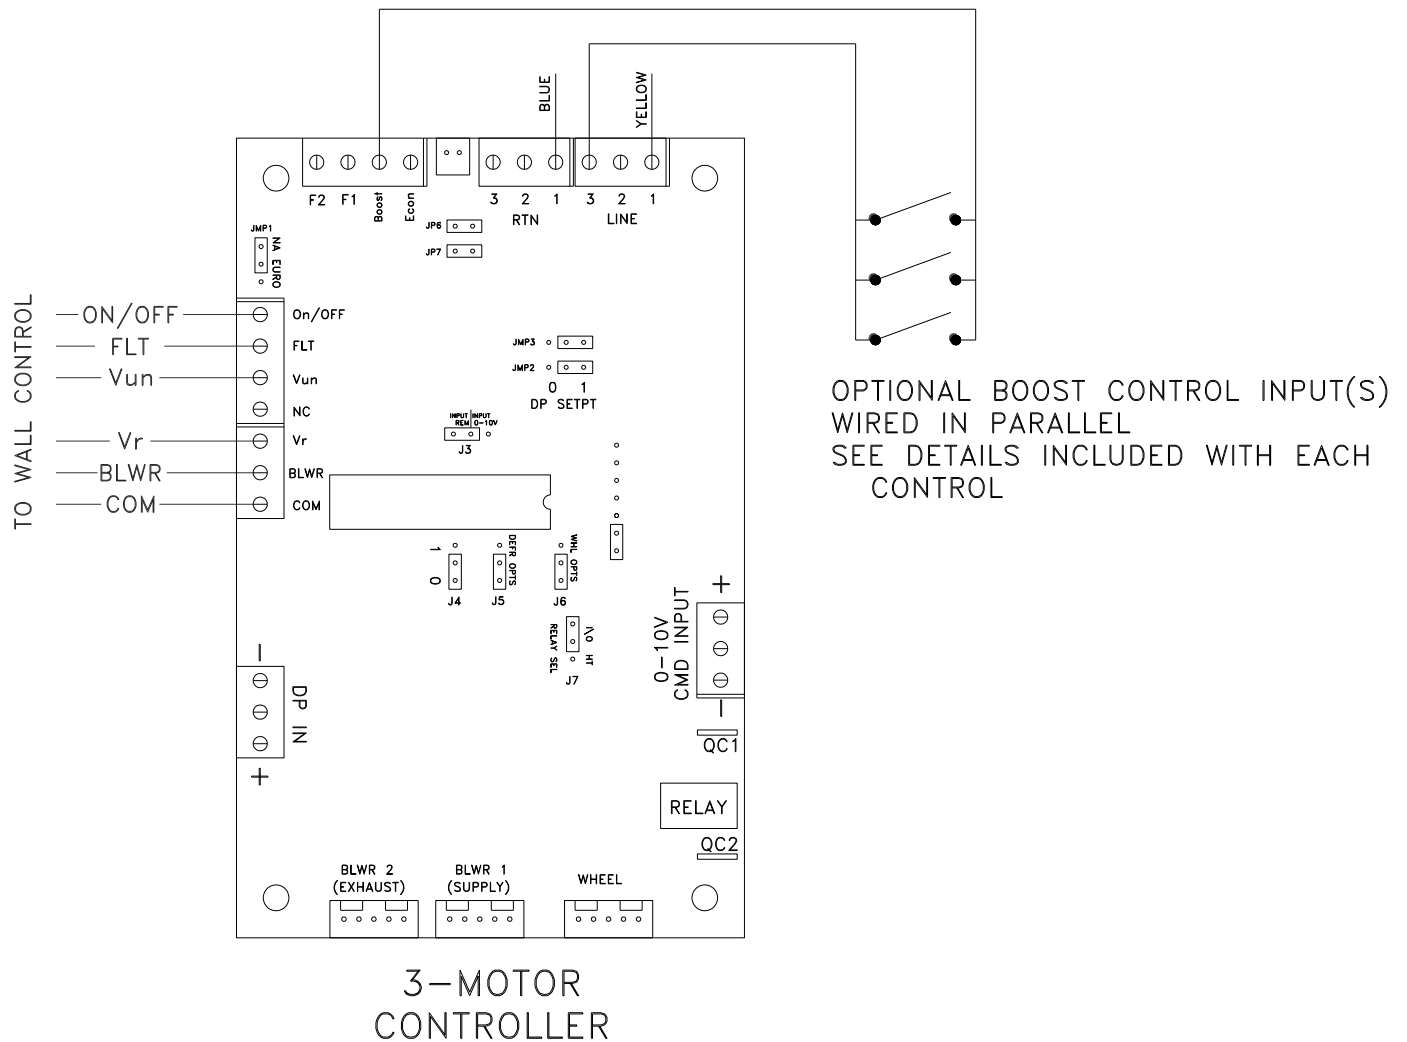 BLUE
YELLOW
F2 F1 Boost Econ
3 2 1
RTN
3 2 1
LINE
JP6
JP7
JMP1
NA EURO
TO WALL CONTROL
ON/OFF
FLT
Vun
Vr
BLWR
COM
On/OFF
FLT
Vun
NC
Vr
BLWR
COM
JMP3
JMP2
0 1
DP SETPT
INPUT INPUT
REM 0-10V
J3
OPTIONAL BOOST CONTROL INPUT(S)
WIRED IN PARALLEL
SEE DETAILS INCLUDED WITH EACH
CONTROL
1
0
J4
DEFR OPTS
J5
WHL OPTS
J6
RELAY SEL
I\O HT
J7
+
0-10V
CMD INPUT
-
QC1
-
DP IN
+
RELAY
QC2
BLWR 2
(EXHAUST)
BLWR 1
(SUPPLY)
WHEEL
3-MOTOR
CONTROLLER